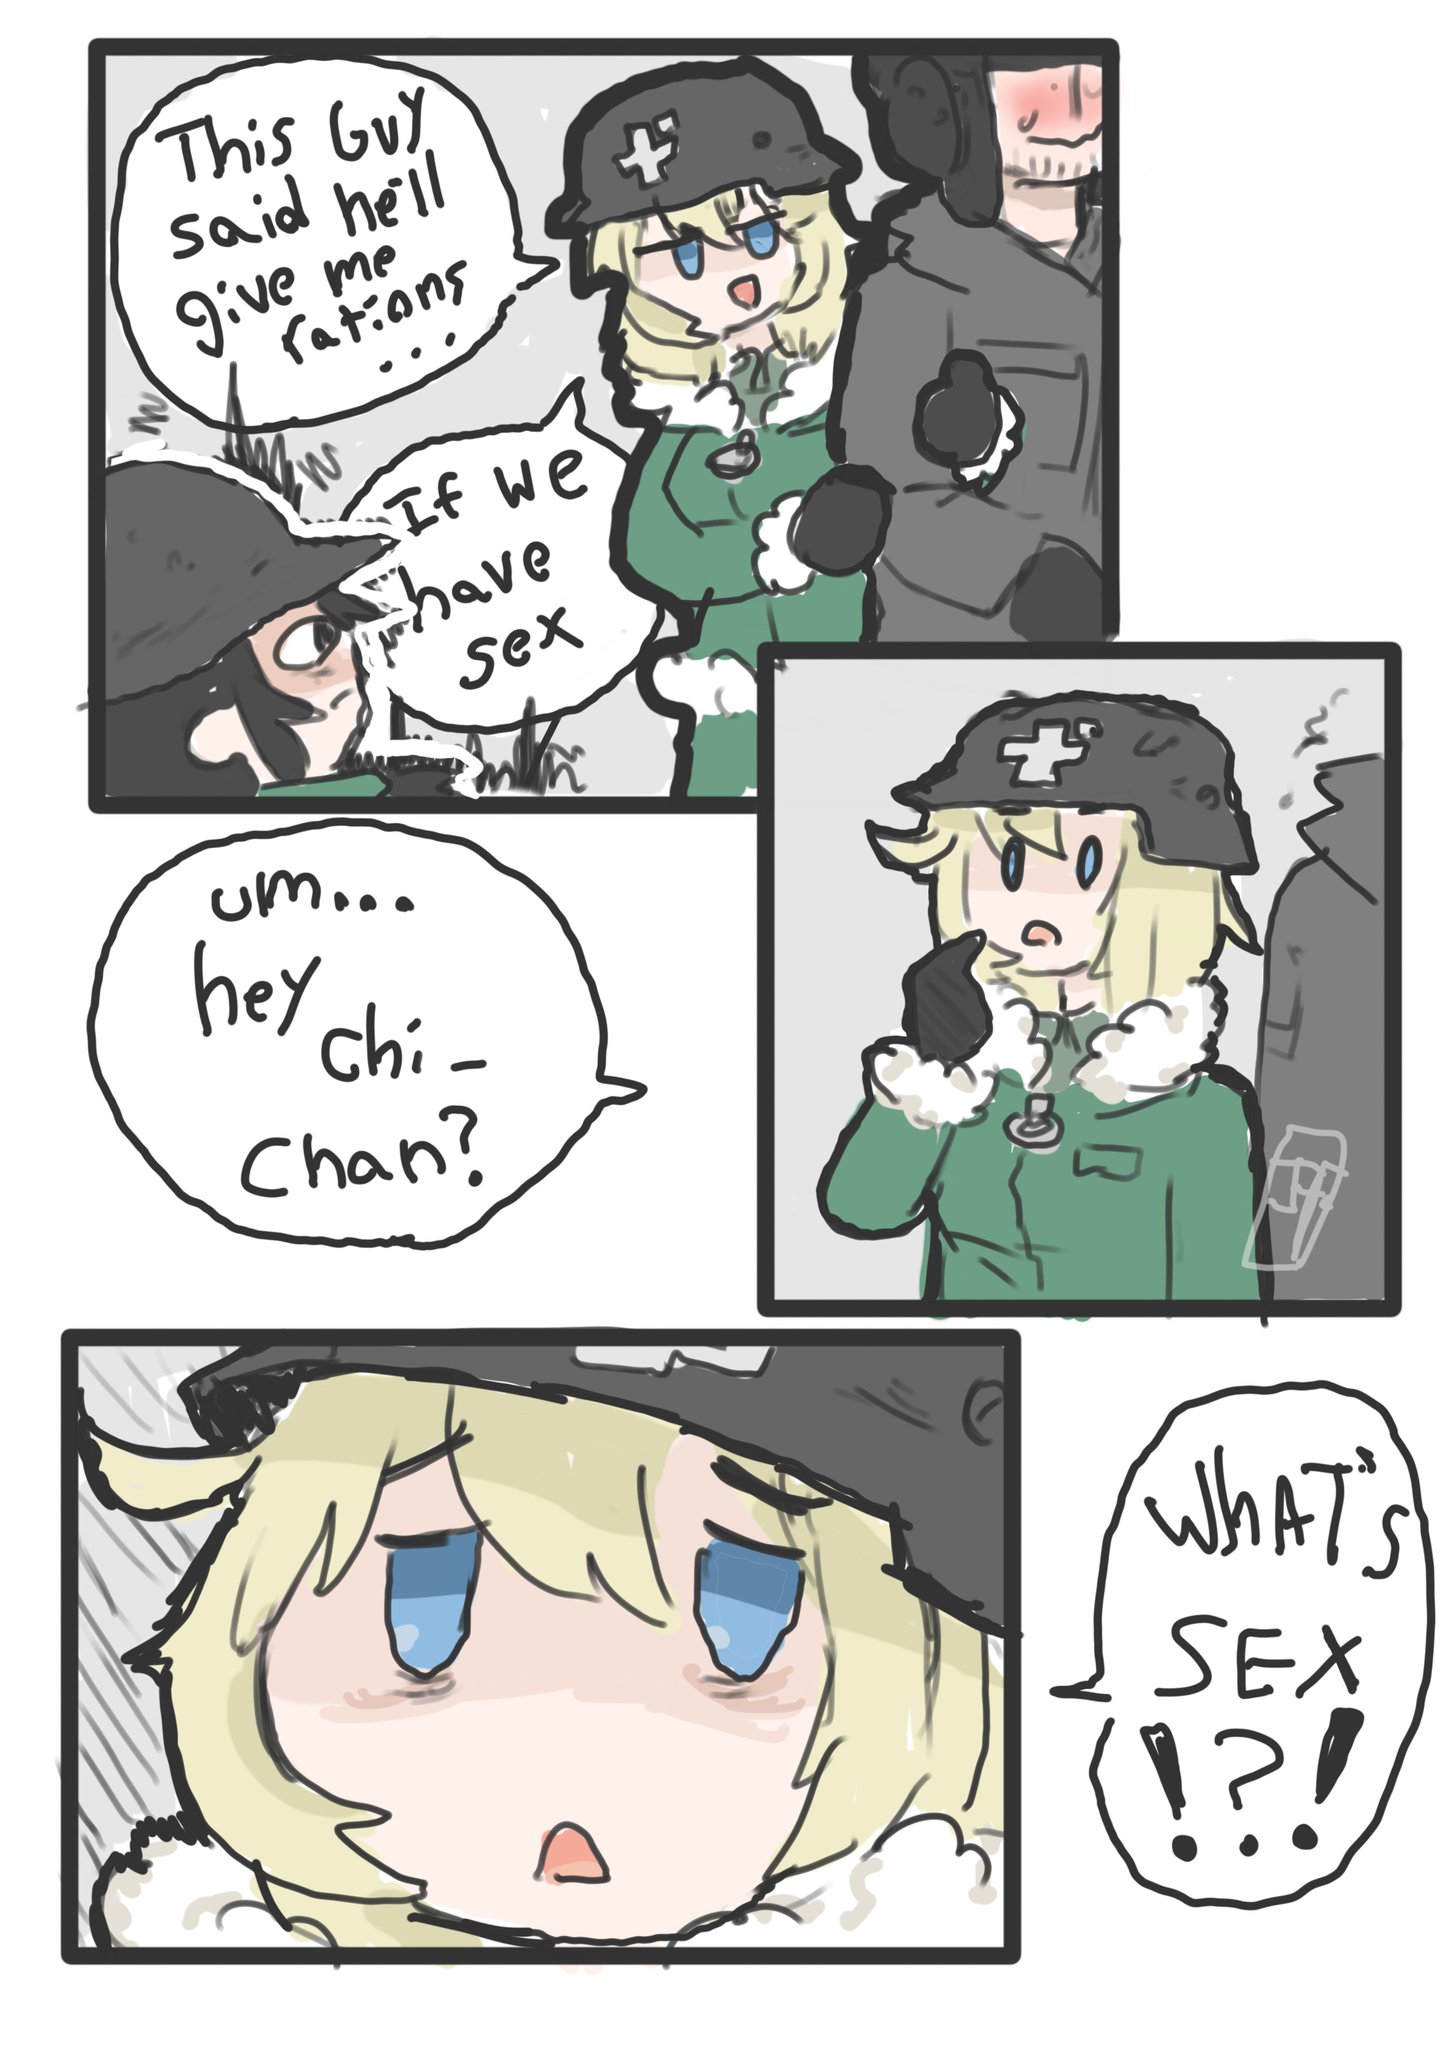 This Guy
said he'll
give me
rations
...
If we
have
sex
um...
hey
chi-
chan?
WhAT's
SEX
!?!